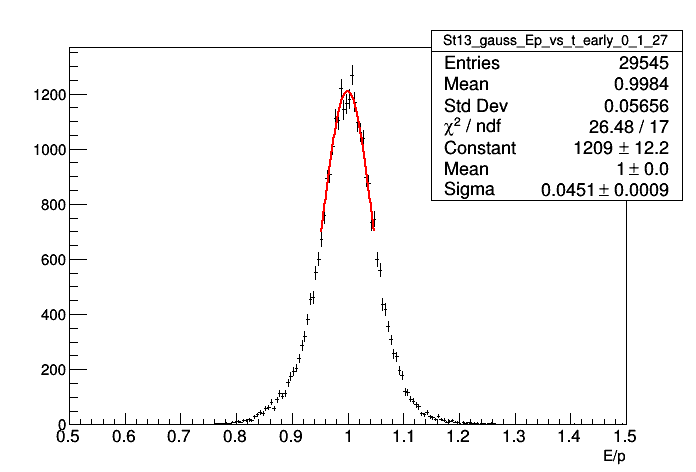 St13_gauss_Ep_vs_t_early_0_1_27
Entries 29545
Mean 0.9984
Std Dev 0.05656
χ² / ndf 26.48 / 17
Constant 1209 ± 12.2
Mean 1 ± 0.0
Sigma 0.0451 ± 0.0009
1200
1000
800
600
400
200
0
0.5 0.6 0.7 0.8 0.9 1 1.1 1.2 1.3 1.4 1.5
E/p